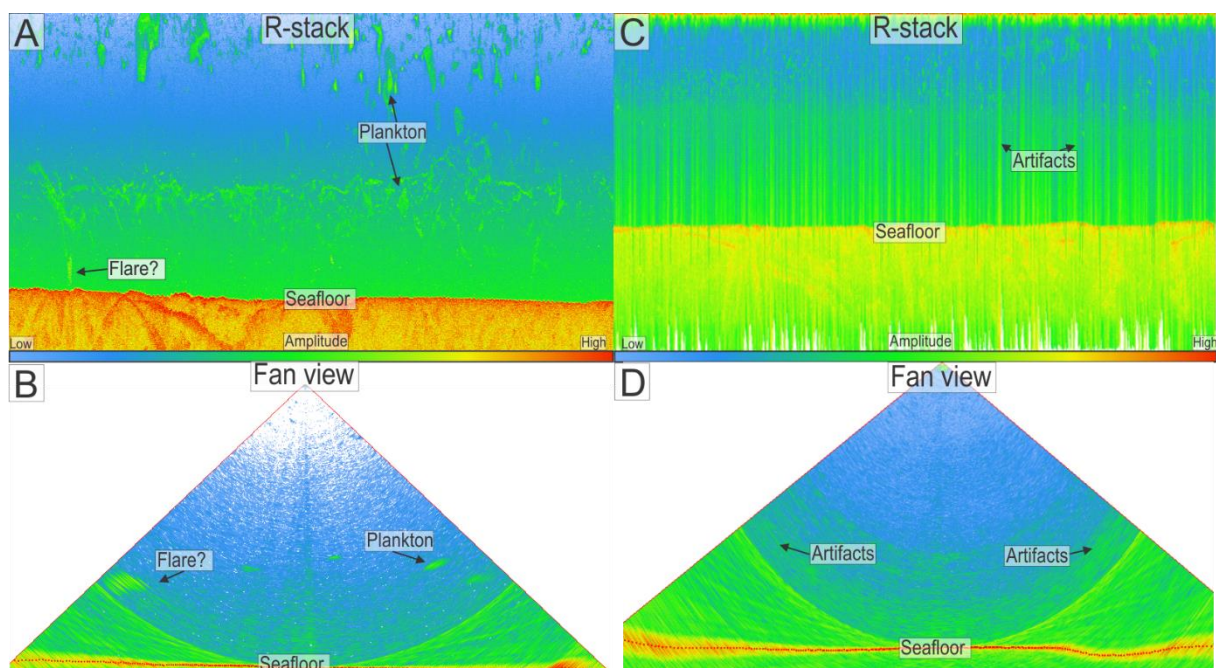 A
R-stack
Plankton
Flare?
Seafloor
Low
Amplitude
High
B
Fan view
Flare?
Plankton
Seafloor
C
R-stack
Artifacts
Seafloor
Low
Amplitude
High
D
Fan view
Artifacts
Artifacts
Seafloor